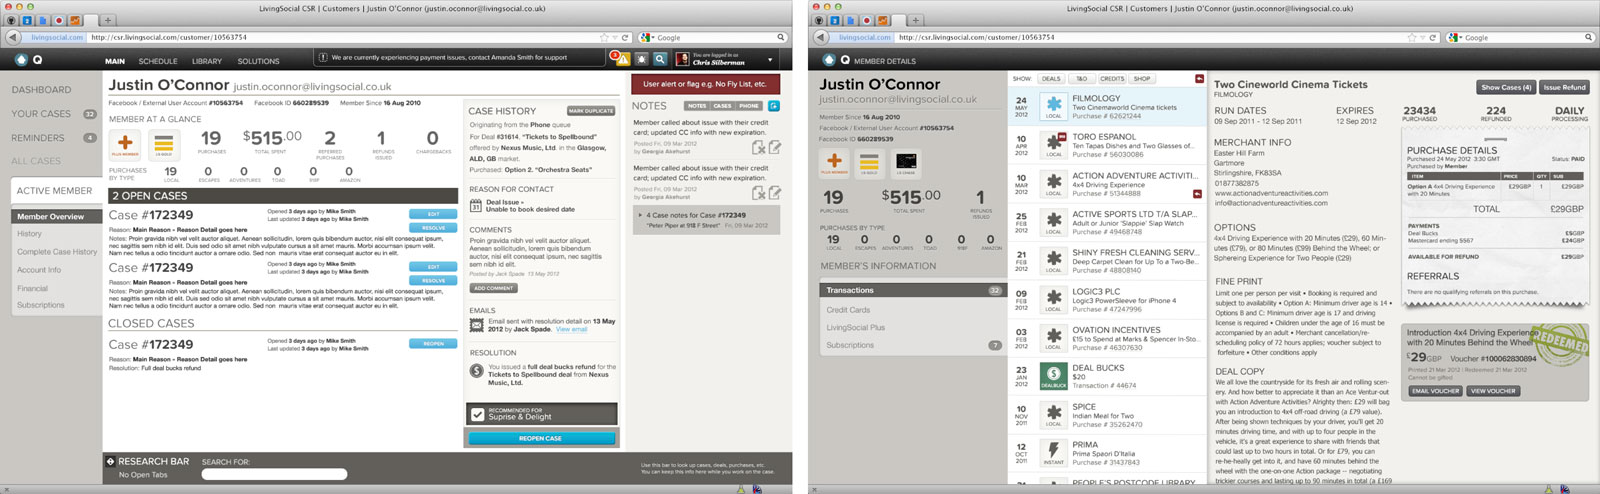 LivingSocial CSR | Customers | Justin O'Connor (justin.oconnor@livingsocial.co.uk)
livingsocial.com
http://csr.livingsocial.com/customer/10563754
Google
Q
MAIN
SCHEDULE
LIBRARY
SOLUTIONS
We are currently experiencing payment issues, contact Amanda Smith for support
You are logged in as
Chris Silberman
DASHBOARD
YOUR CASES 32
REMINDERS 4
ALL CASES
ACTIVE MEMBER
Member Overview
History
Complete Case History
Account Info
Financial
Subscriptions
Justin O'Connor justin.oconnor@livingsocial.co.uk
Facebook / External User Account #10563754 Facebook ID 660289539 Member Since 16 Aug 2010
MEMBER AT A GLANCE
PLUS MEMBER
LS GOLD
19 PURCHASES
$515.00 TOTAL SPENT
2 REFERRED PURCHASES
1 REFUNDS ISSUED
0 CHARGEBACKS
PURCHASES BY TYPE
19 LOCAL
0 ESCAPES
0 ADVENTURES
0 TOAD
0 918F
0 AMAZON
2 OPEN CASES
Case #172349
Opened 3 days ago by Mike Smith
Last updated 3 days ago by Mike Smith
EDIT
RESOLVE
Reason: Main Reason - Reason Detail goes here
Notes: Proin gravida nibh vel velit auctor aliquet. Aenean sollicitudin, lorem quis bibendum auctor, nisi elit consequat ipsum, nec sagittis sem nibh id elit. Duis sed odio sit amet nibh vulputate cursus a sit amet mauris. Morbi accumsan ipsum velit. Nam nec tellus a odio tincidunt auctor a ornare odio. Sed non mauris vitae erat consequat auctor eu in elit.
Case #172349
Opened 3 days ago by Mike Smith
Last updated 3 days ago by Mike Smith
EDIT
RESOLVE
Reason: Main Reason - Reason Detail goes here
Notes: Proin gravida nibh vel velit auctor aliquet. Aenean sollicitudin, lorem quis bibendum auctor, nisi elit consequat ipsum, nec sagittis sem nibh id elit. Duis sed odio sit amet nibh vulputate cursus a sit amet mauris. Morbi accumsan ipsum velit. Nam nec tellus a odio tincidunt auctor a ornare odio. Sed non mauris vitae erat consequat auctor eu in elit.
CLOSED CASES
Case #172349
Opened 3 days ago by Mike Smith
Last updated 3 days ago by Mike Smith
REOPEN
Reason: Main Reason - Reason Detail goes here
Resolution: Full deal bucks refund
CASE HISTORY
MARK DUPLICATE
Originating from the Phone queue
For Deal #31614, "Tickets to Spellbound"
offered by Nexus Music, Ltd. in the Glasgow,
ALD, GB market.
Purchased: Option 2. "Orchestra Seats"
REASON FOR CONTACT
31
Deal Issue -
Unable to book desired date
COMMENTS
Proin gravida nibh vel velit auctor aliquet.
Aenean sollicitudin, lorem quis bibendum
auctor, nisi elit consequat ipsum, nec sagittis
sem nibh id elit.
Posted by Jack Spade 13 May 2012
ADD COMMENT
EMAILS
Email sent with resolution detail on 13 May
2012 by Jack Spade. View email
RESOLUTION
You issued a full deal bucks refund for the
Tickets to Spellbound deal from Nexus
Music, Ltd.
RECOMMENDED FOR
Suprise & Delight
REOPEN CASE
User alert or flag e.g. No Fly List, etc.
NOTES
NOTES
CASES
PHONE
Member called about issue with their credit
card; updated CC info with new expiration.
Posted Fri, 09 Mar 2012
by Georgia Akehurst
Member called about issue with their credit
card; updated CC info with new expiration.
Posted Fri, 09 Mar 2012
by Georgia Akehurst
4 Case notes for Case #172349
"Peter Piper at 918 F Street" Fri, 09 Mar 2012
RESEARCH BAR
No Open Tabs
SEARCH FOR:
Use this bar to look up cases, deals, purchases, etc.
You can keep this info here while you work on the case.
LivingSocial CSR | Customers | Justin O'Connor (justin.oconnor@livingsocial.co.uk)
livingsocial.com
http://csr.livingsocial.com/customer/10563754
Google
Q
MEMBER DETAILS
Justin O'Connor
justin.oconnor@livingsocial.co.uk
Member Since 16 Aug 2010
Facebook / External User Account #10563754
Facebook ID 660289539
PLUS MEMBER
LS GOLD
19 PURCHASES
$515.00 TOTAL SPENT
1 REFUNDS ISSUED
PURCHASES BY TYPE
19 LOCAL
0 ESCAPES
0 ADVENTURES
0 TOAD
0 918F
0 AMAZON
MEMBER'S INFORMATION
Transactions 32
Credit Cards
LivingSocial Plus
Subscriptions 7
SHOW:
DEALS
T&O
CREDITS
SHOP
24 MAY 2012
LOCAL
FILMOLOGY
Two Cinemaworld Cinema tickets
Purchase # 62621244
10 APR 2012
LOCAL
TORO ESPANOL
Ten Tapas Dishes and Two Glasses of...
Purchase # 56030086
10 MAR 2012
LOCAL
ACTION ADVENTURE ACTIVITI...
4x4 Driving Experience
Purchase # 51344888
25 FEB 2012
LOCAL
ACTIVE SPORTS LTD T/A SLAP...
Adult or Junior 'Slappie' Slap Watch
Purchase # 49468748
21 FEB 2012
LOCAL
SHINY FRESH CLEANING SERV...
Deep Carpet Clean for Up to a Two-Be...
Purchase # 48808140
09 FEB 2012
LOCAL
LOGIC3 PLC
Logic3 PowerSleeve for iPhone 4
Purchase # 47247996
03 FEB 2012
LOCAL
OVATION INCENTIVES
£15 to Spend at Marks & Spencer In-Sto...
Purchase # 46307630
23 JAN 2012
DEALBUCK
DEAL BUCKS
$20
Transaction # 44674
10 NOV 2011
LOCAL
SPICE
Indian Meal for Two
Purchase # 35262470
12 OCT 2011
INSTANT
PRIMA
Prima Spaori D'Italia
Purchase # 31437843
21
PEOPLE'S POSTCODE LIBRARY
Two Cineworld Cinema Tickets
FILMOLOGY
Show Cases (4)
Issue Refund
RUN DATES
09 Sep 2011 - 12 Sep 2011
EXPIRES
12 Sep 2012
23434 PURCHASED
224 REFUNDED
DAILY PROCESSING
MERCHANT INFO
Easter Hill Farm
Gartmore
Stirlingshire, FK83SA
01877382875
www.actionadventureactivities.com
info@actionadventureactivities.com
OPTIONS
4x4 Driving Experience with 20 Minutes (£29), 60 Min-
utes (£79), or 80 Minutes (£99) Behind the Wheel; or
Sphereing Experience for Two People (£29)
FINE PRINT
Limit one person per visit • Booking is required and
subject to availability • Option A: Minimum driver age is 14 •
Options B and C: Minimum driver age is 17 and driving
license is required • Children under the age of 16 must be
accompanied by an adult • Merchant cancellation/re-
scheduling policy of 72 hours applies; voucher subject to
forfeiture • Other conditions apply
DEAL COPY
We all love the countryside for its fresh air and rolling scen-
ery. And how better to appreciate it than an Ace Ventur-out
with Action Adventure Activities? Alrighty then: £29 will bag
you an introduction to 4x4 off-road driving (a £79 value).
After being shown techniques by your driver, you'll get 20
minutes driving time, and with up to four people in the
vehicle, it's a great experience to share with friends that
could last up to two hours in total. Or for £79, you can
re-he-heally get into it, and have 60 minutes behind the
wheel with the one-on-one Action package -- negotiating
trickier courses and lasting up to 90 minutes in total (a £169
PURCHASE DETAILS
Purchased 24 May 2012 3:30 GMT
Purchased by Member
Status: PAID
ITEM PRICE QTY SUB
Option A 4x4 Driving
Experience with 20
Minutes
£29GBP 1 £29GBP
TOTAL £29GBP
PAYMENTS
Deal Bucks £5GBP
Mastercard ending 5567 £24GBP
AVAILABLE FOR REFUND £29GBP
REFERRALS
There are no qualifying referrals on this purchase.
Introduction 4x4 Driving Experience
with 20 Minutes Behind the Wheel
REDEEMED
£29GBP Voucher #100062830894
Printed 21 Mar 2012 | Redeemed 21 Mar 2012
Cannot be gifted.
EMAIL VOUCHER
VIEW VOUCHER